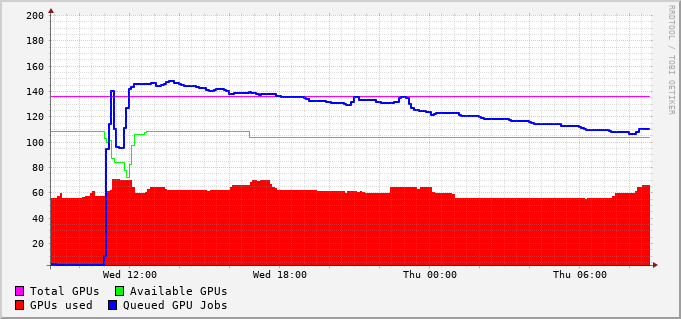 200
180
160
140
120
100
80
60
40
20
Wed 12:00 Wed 18:00 Thu 00:00 Thu 06:00
Total GPUs Available GPUs
GPUs used Queued GPU Jobs
RRDTOOL / TOBI OETIKER